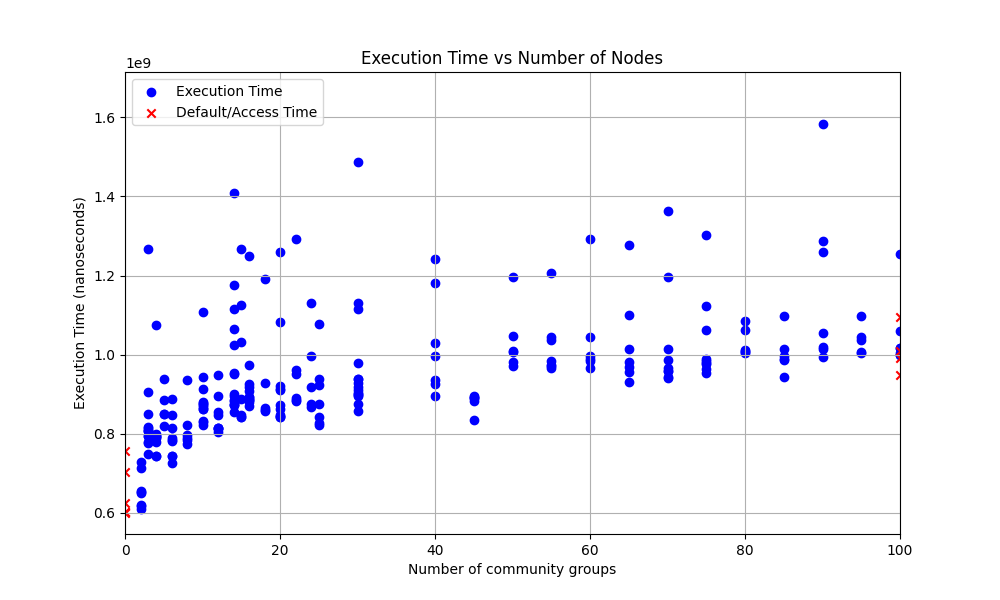 Execution Time vs Number of Nodes
1e9
Execution Time
Default/Access Time
1.6
1.4
1.2
1.0
0.8
0.6
Execution Time (nanoseconds)
0 20 40 60 80 100
Number of community groups